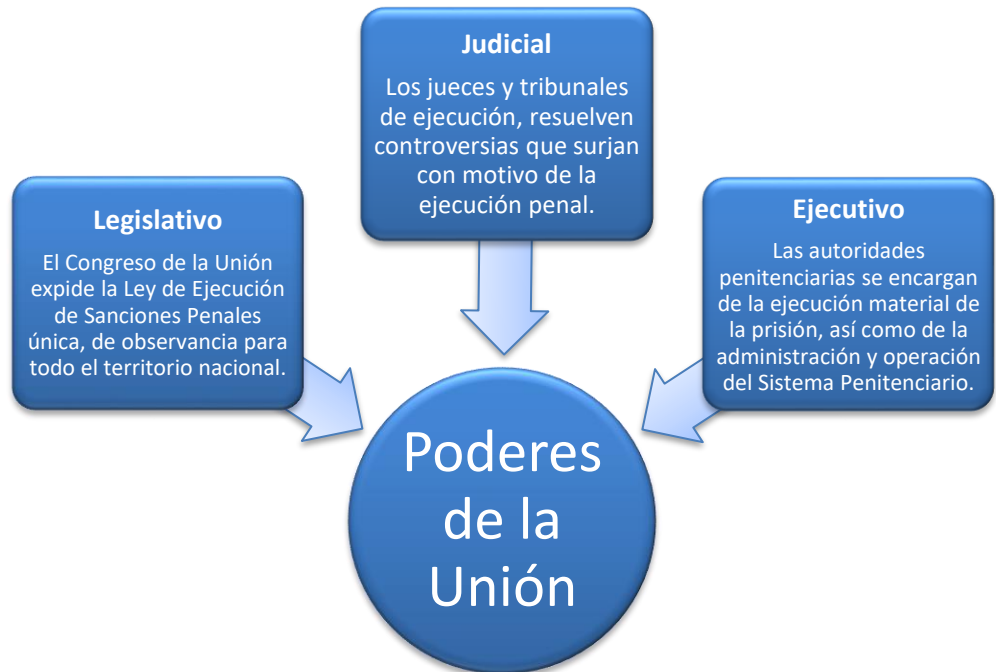 Judicial
Los jueces y tribunales
de ejecución, resuelven
controversias que surjan
con motivo de la
ejecución penal.
Legislativo
El Congreso de la Unión
expide la Ley de Ejecución
de Sanciones Penales
única, de observancia para
todo el territorio nacional.
Ejecutivo
Las autoridades
penitenciarias se encargan
de la ejecución material de
la prisión, así como de la
administración y operación
del Sistema Penitenciario.
Poderes
de la
Unión